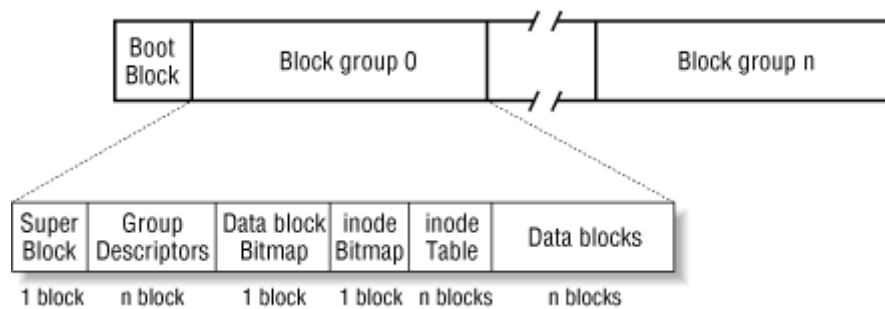 Boot
Block
Block group 0
Block group n
Super
Block
Group
Descriptors
Data block
Bitmap
inode
Bitmap
inode
Table
Data blocks
1 block
n block
1 block
1 block
n blocks
n blocks